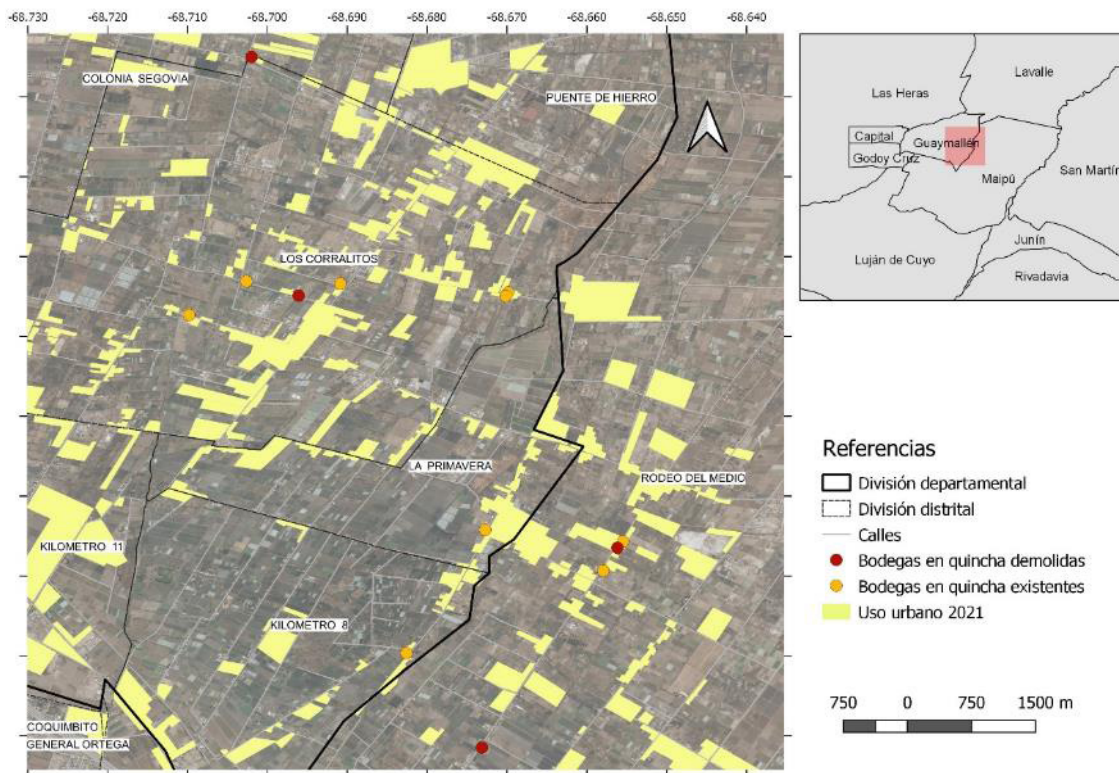 -68.730 -68.720 -68.710 -68.700 -68.690 -68.680 -68.670 -68.660 -68.650 -68.640
COLONIA SEGOVIA
PUENTE DE HIERRO
LOS CORRALITOS
LA PRIMAVERA
RODEO DEL MEDIO
KILOMETRO 11
KILOMETRO 8
COQUIMBITO
GENERAL ORTEGA
Lavalle
Las Heras
Capital
Guaymallén
Godoy Cruz
San Martín
Maipú
Junín
Luján de Cuyo
Rivadavia
Referencias
División departamental
División distrital
Calles
Bodegas en quincha demolidas
Bodegas en quincha existentes
Uso urbano 2021
750 0 750 1500 m